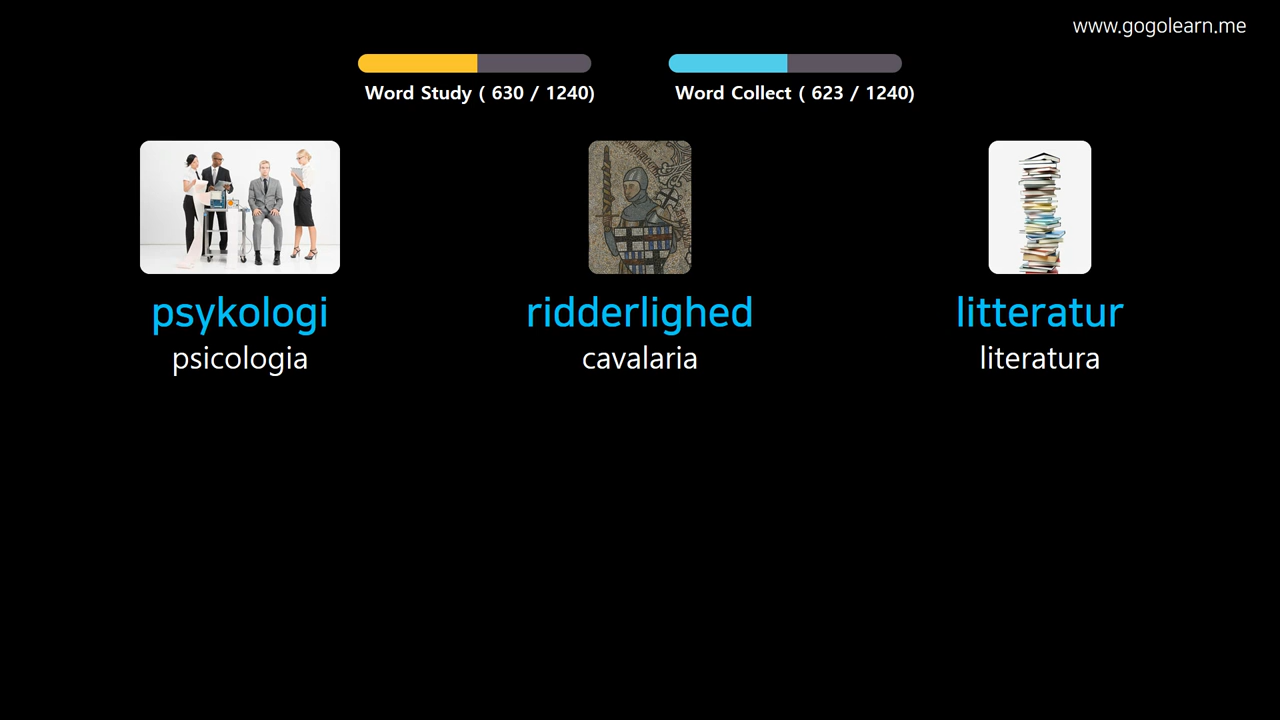 www.gogolearn.me
Word Study ( 630 / 1240)
Word Collect ( 623 / 1240)
psykologi
ridderlighed
litteratur
psicologia
cavalaria
literatura